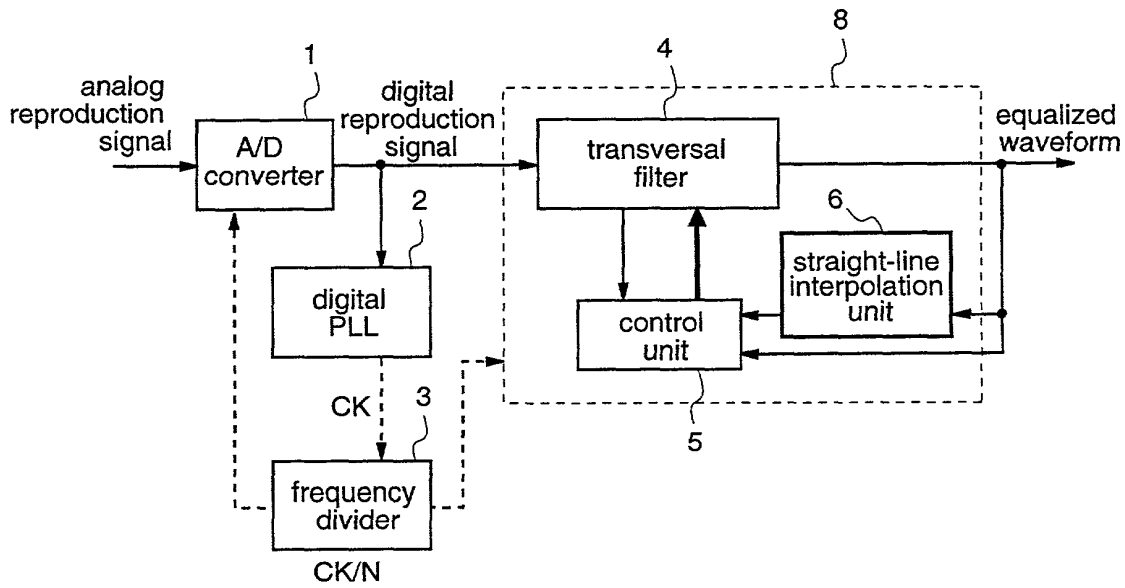 8
1
4
analog
reproduction
signal
digital
reproduction
signal
equalized
waveform
A/D
converter
transversal
filter
2
6
straight-line
interpolation
unit
digital
PLL
control
unit
CK
3
5
frequency
divider
CK/N